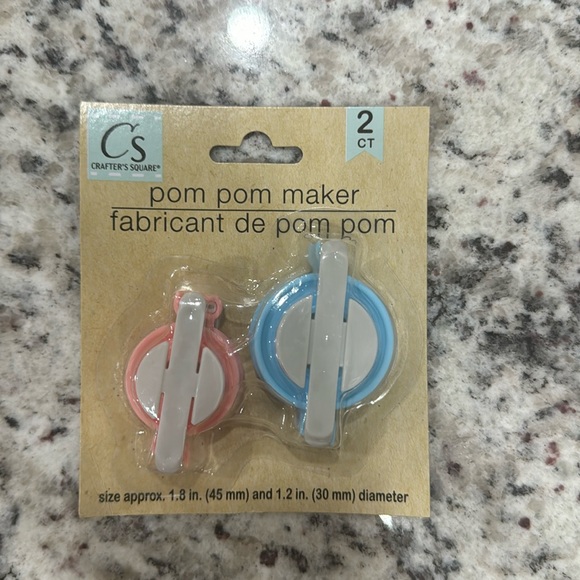 Cs
CRAFTER'S SQUARE®
2
CT
pom pom maker
fabricant de pom pom
size approx. 1.8 in. (45 mm) and 1.2 in. (30 mm) diameter